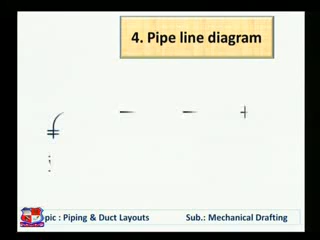 4. Pipe line diagram
pic : Piping & Duct Layouts Sub.: Mechanical Drafting